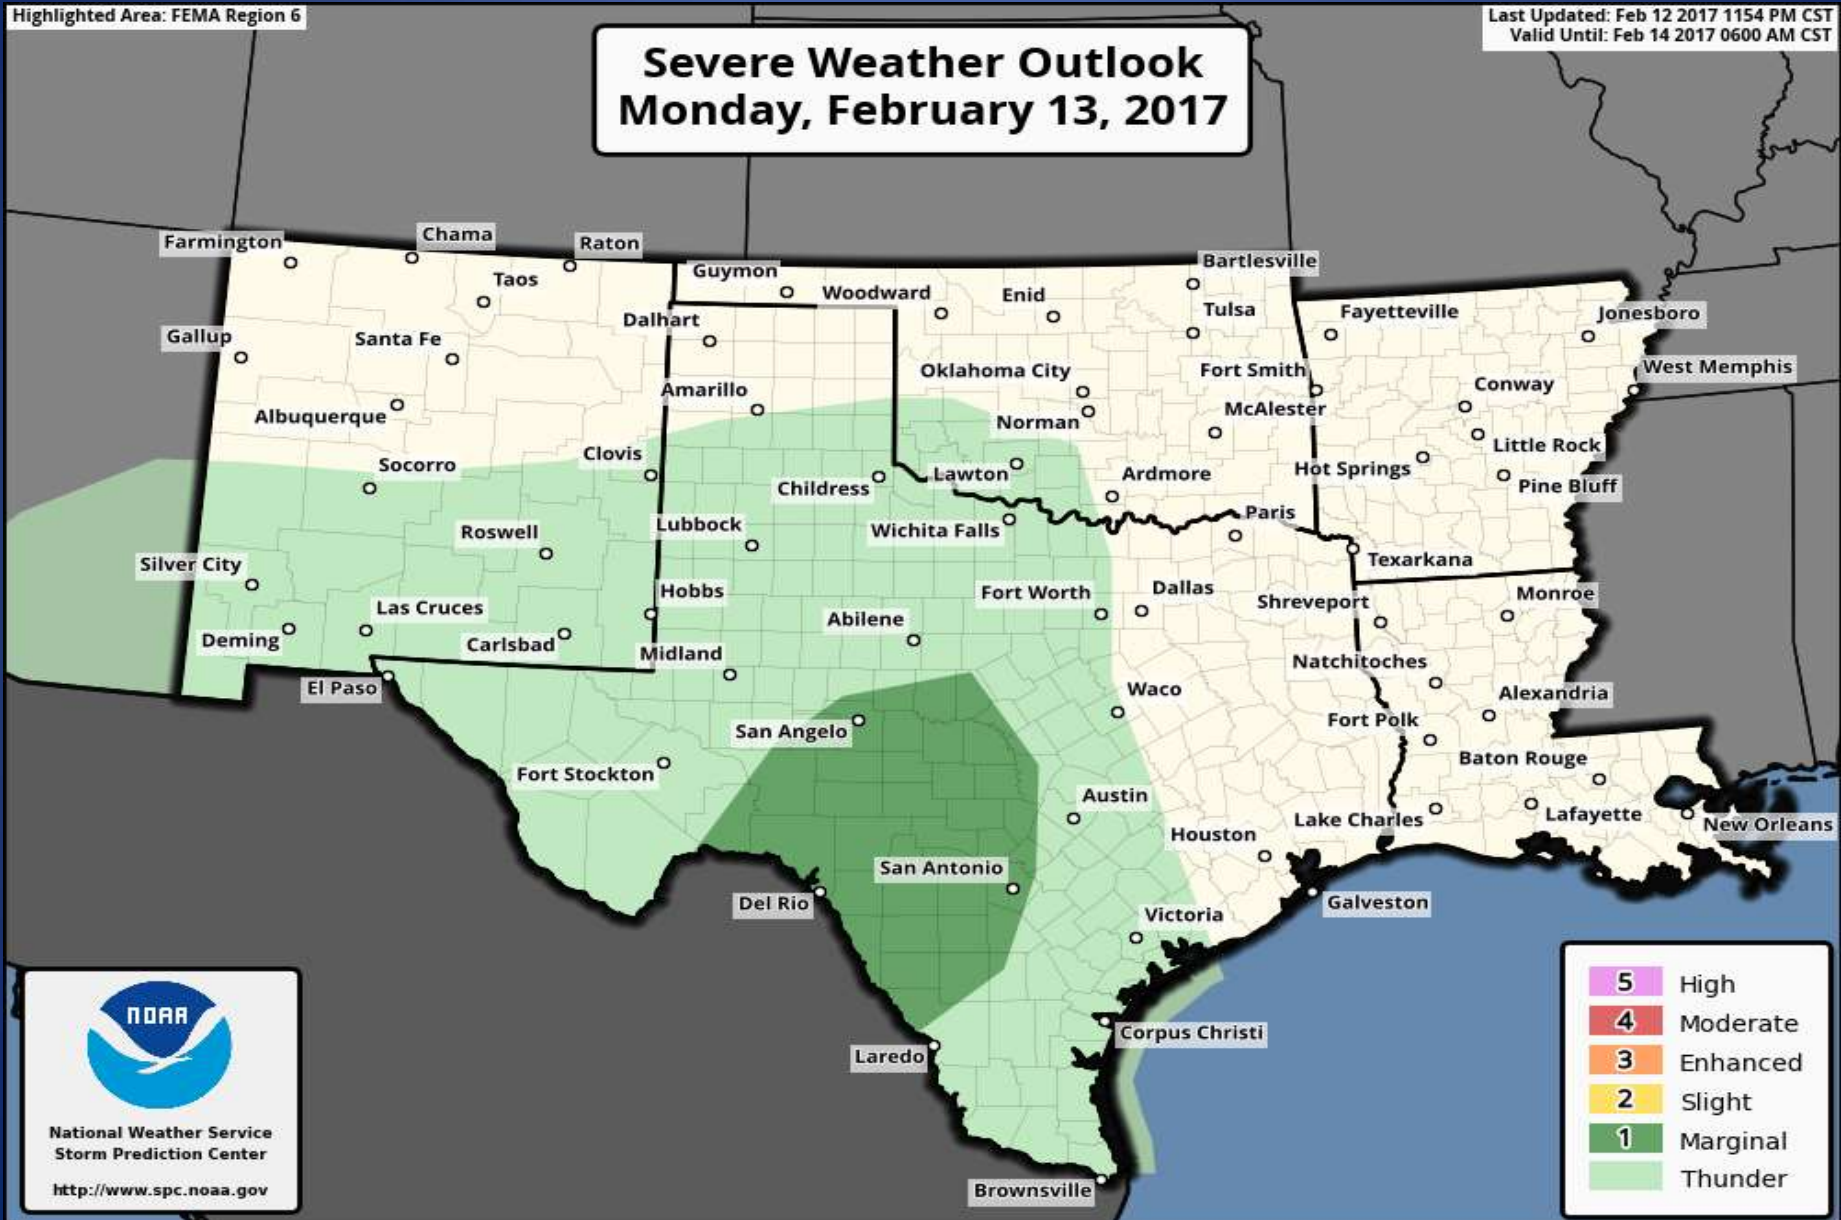 Highlighted Area: FEMA Region 6
Last Updated: Feb 12 2017 1154 PM CST
Valid Until: Feb 14 2017 0600 AM CST
Severe Weather Outlook
Monday, February 13, 2017
Farmington
Chama
Raton
Taos
Guymon
Woodward
Enid
Bartlesville
Tulsa
Fayetteville
Jonesboro
Gallup
Santa Fe
Dalhart
Oklahoma City
Fort Smith
West Memphis
Albuquerque
Amarillo
Norman
McAlester
Conway
Little Rock
Socorro
Clovis
Childress
Lawton
Ardmore
Hot Springs
Pine Bluff
Roswell
Lubbock
Wichita Falls
Paris
Texarkana
Silver City
Las Cruces
Hobbs
Fort Worth
Dallas
Shreveport
Monroe
Deming
Carlsbad
Midland
Abilene
Natchitoches
El Paso
San Angelo
Waco
Alexandria
Fort Polk
Fort Stockton
Baton Rouge
Austin
Houston
Lake Charles
Lafayette
New Orleans
San Antonio
Del Rio
Victoria
Galveston
Corpus Christi
Laredo
Brownsville
NOAA
National Weather Service
Storm Prediction Center
http://www.spc.noaa.gov
5 High
4 Moderate
3 Enhanced
2 Slight
1 Marginal
Thunder